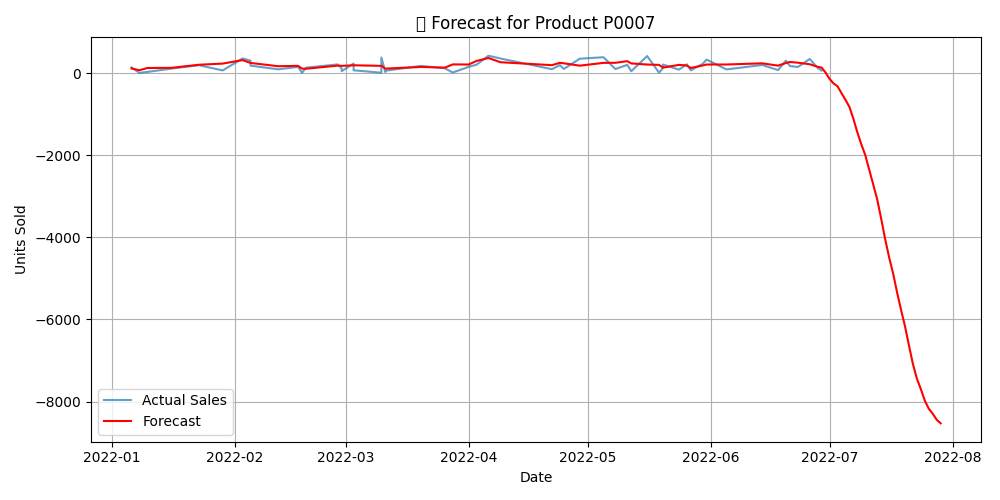 Forecast for Product P0007
Units Sold
0
−2000
−4000
−6000
−8000
Actual Sales
Forecast
2022-01 2022-02 2022-03 2022-04 2022-05 2022-06 2022-07 2022-08
Date